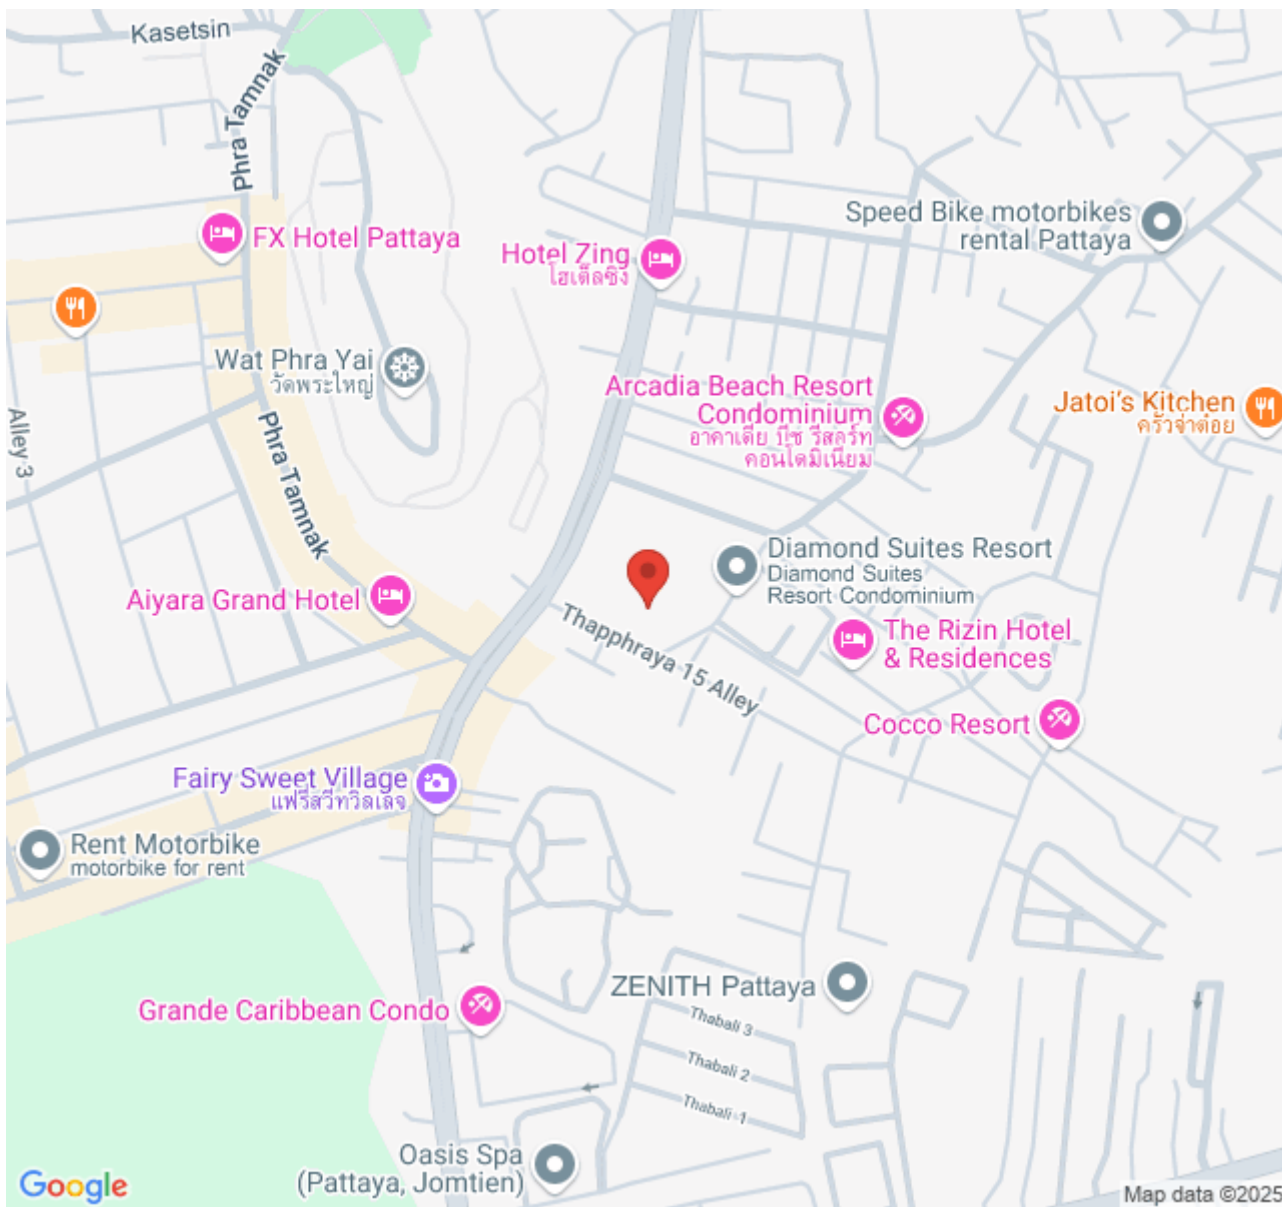 Kasetsin
Phra Tamnak
FX Hotel Pattaya
Hotel Zing
โฮเต็ลซิง
Speed Bike motorbikes
rental Pattaya
Wat Phra Yai
วัดพระใหญ่
Arcadia Beach Resort
Condominium
อาคาเดีย บีช รีสอร์ท
คอนโดมิเนียม
Jatoi's Kitchen
ครัวจ่าต๋อย
Alley 3
Phra Tamnak
Diamond Suites Resort
Diamond Suites
Resort Condominium
Aiyara Grand Hotel
Thapphraya 15 Alley
The Rizin Hotel
& Residences
Cocco Resort
Fairy Sweet Village
แฟรี่สวีทวิลเลจ
Rent Motorbike
motorbike for rent
ZENITH Pattaya
Grande Caribbean Condo
Thabali 3
Thabali 2
Thabali 1
Oasis Spa
(Pattaya, Jomtien)
Google
Map data ©2025